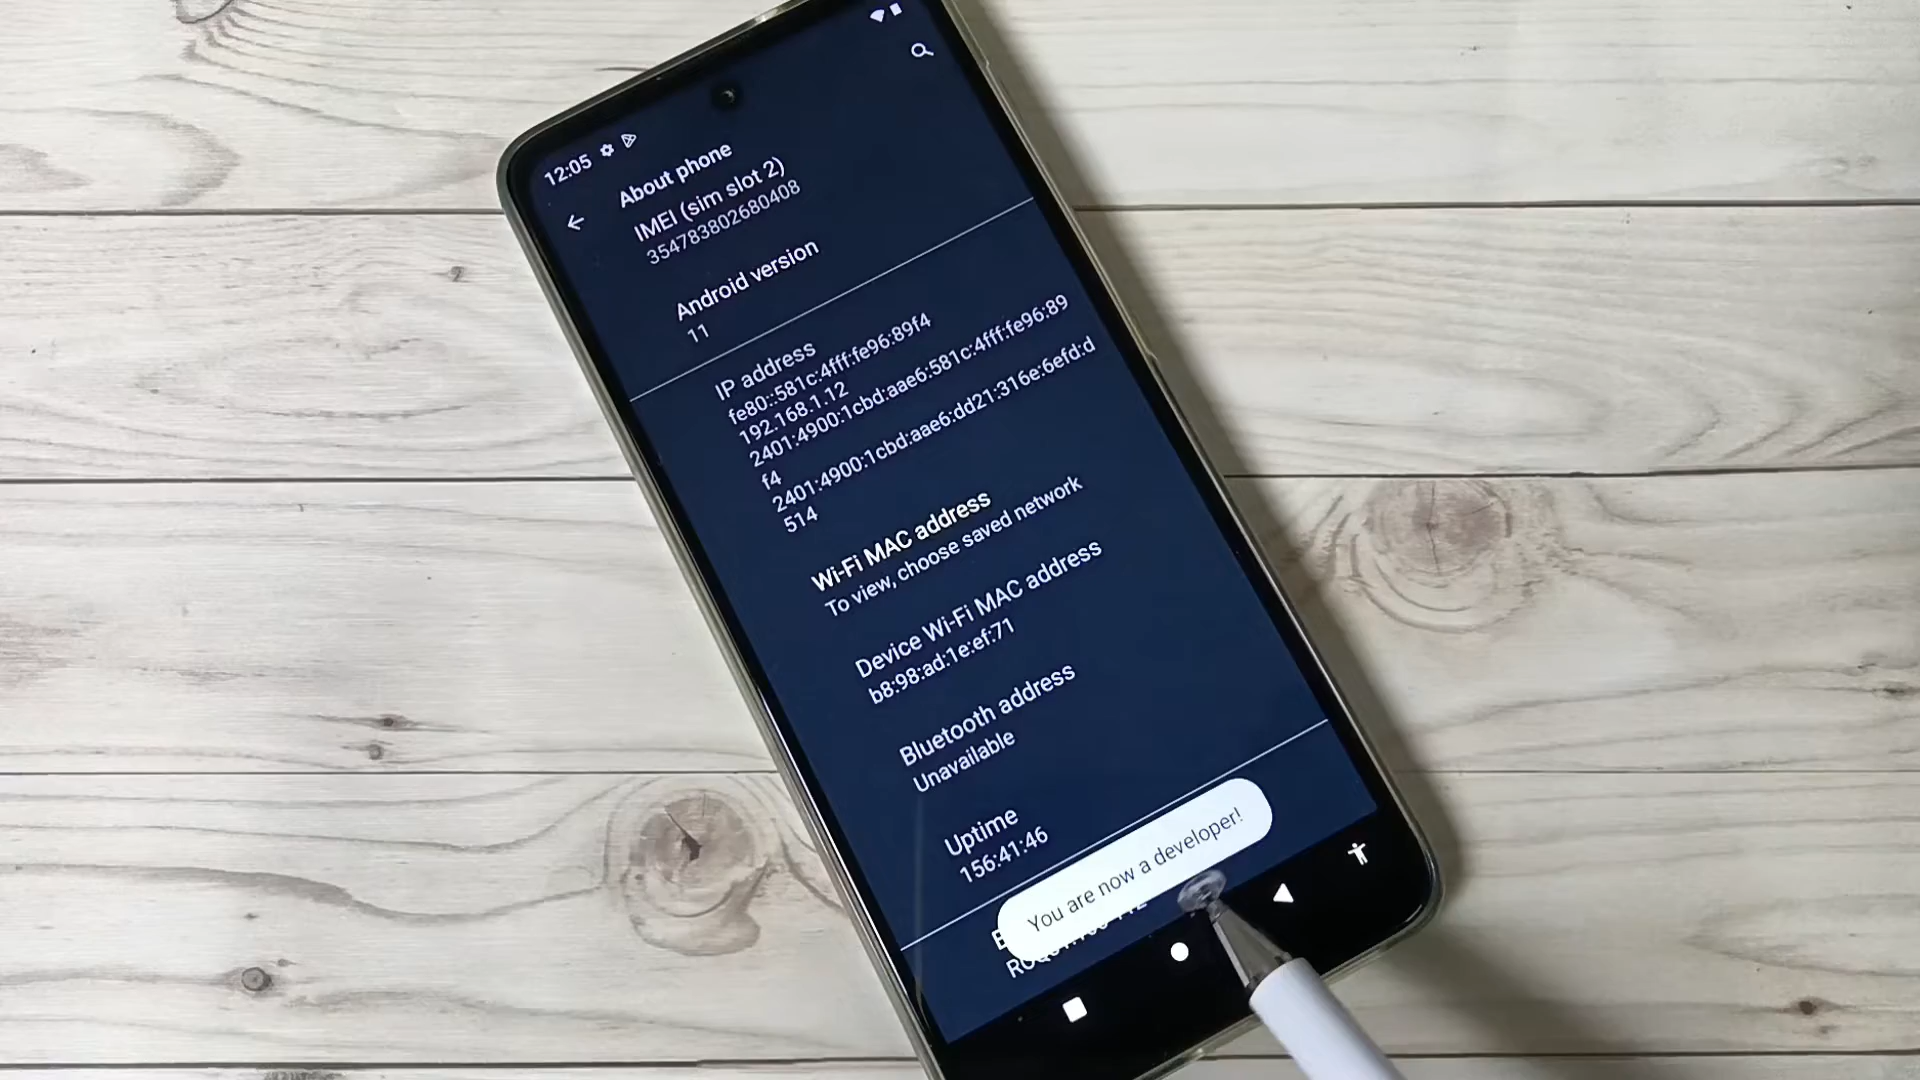 12:05
About phone
IMEI (sim slot 2)
354783802680408
Android version
11
IP address
fe80::581c:4fff:fe96:89f4
192.168.1.12
2401:4900:1cbd:aae6:581c:4fff:fe96:89
f4
2401:4900:1cbd:aae6:dd21:316e:6efd:d
514
Wi-Fi MAC address
To view, choose saved network
Device Wi-Fi MAC address
b8:98:ad:1e:ef:71
Bluetooth address
Unavailable
Uptime
156:41:46
You are now a developer!